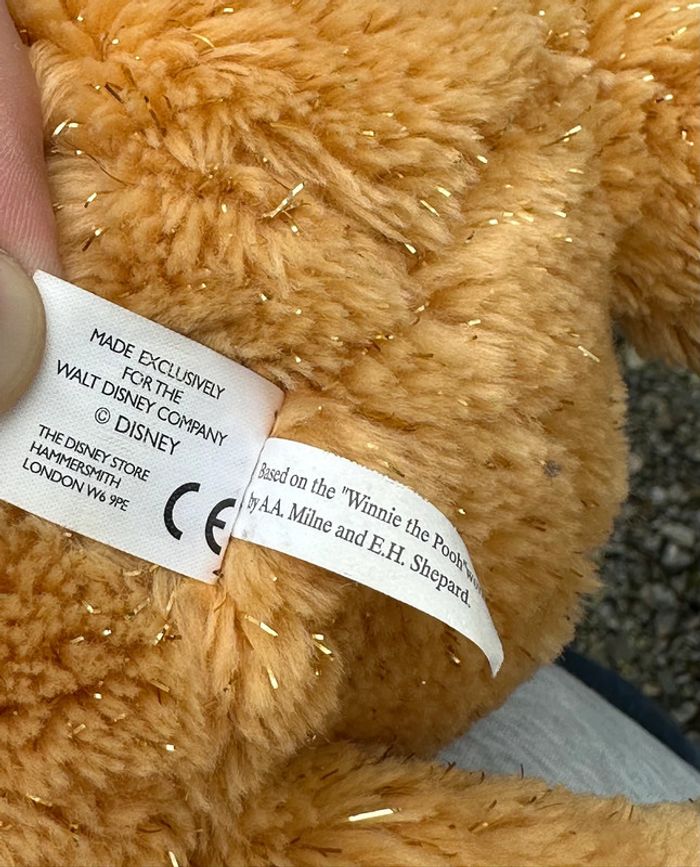 MADE EXCLUSIVELY
FOR THE
WALT DISNEY COMPANY
© DISNEY
THE DISNEY STORE
HAMMERSMITH
LONDON W6 9PE
CE
Based on the "Winnie the Pooh"
by A.A. Milne and E.H. Shepard.